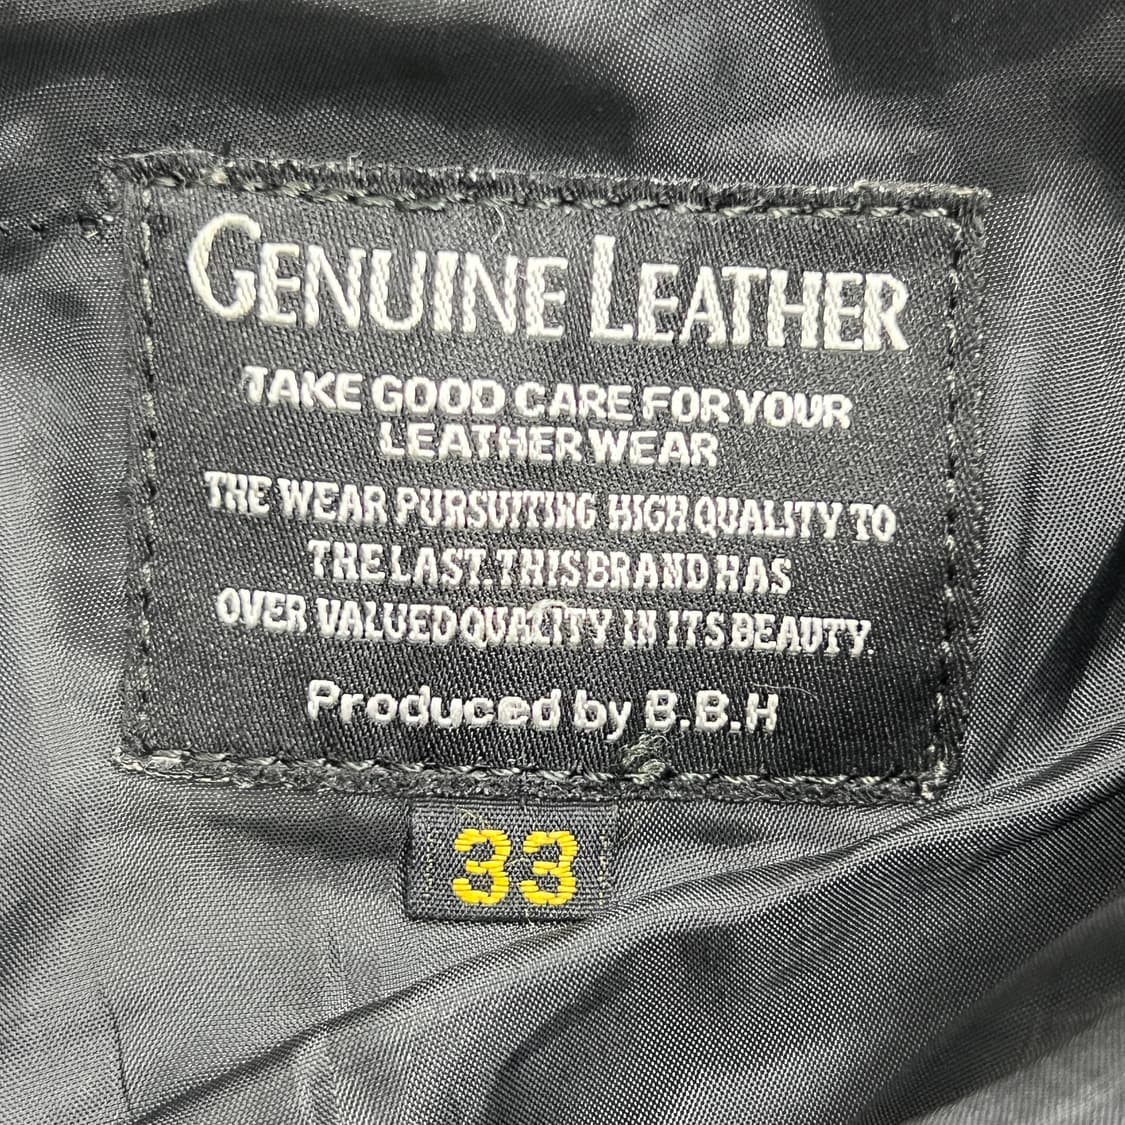 GENUINE LEATHER
TAKE GOOD CARE FOR YOUR
LEATHER WEAR
THE WEAR PURSUITING HIGH QUALITY TO
THE LAST. THIS BRAND HAS
OVER VALUED QUALITY IN ITS BEAUTY.
Produced by B.B.H
33